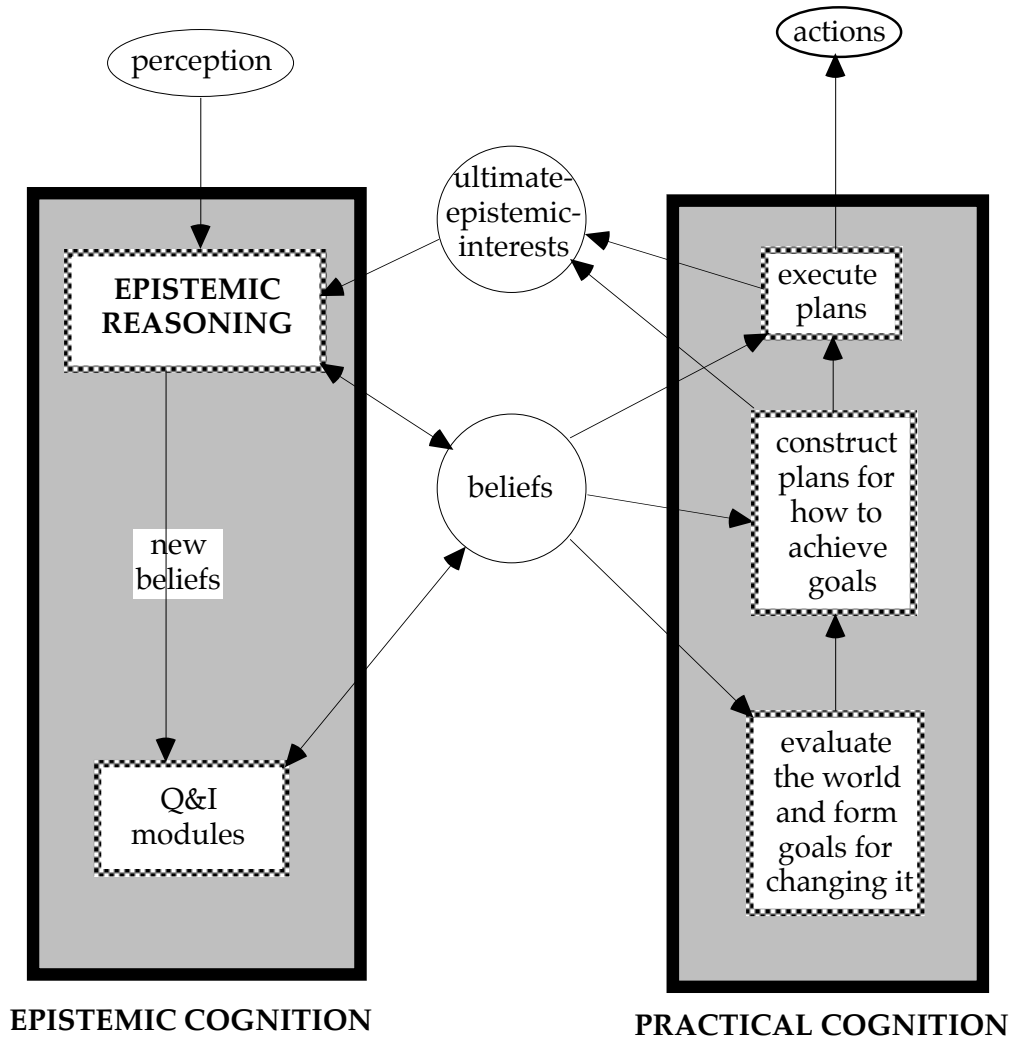 perception
actions
ultimate-
epistemic-
interests
EPISTEMIC
REASONING
execute
plans
beliefs
construct
plans for
how to
achieve
goals
new
beliefs
Q&I
modules
evaluate
the world
and form
goals for
changing it
EPISTEMIC COGNITION
PRACTICAL COGNITION